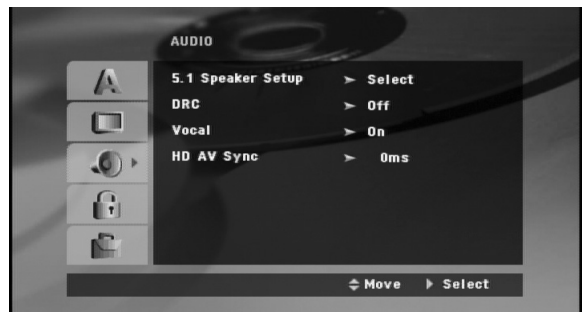 AUDIO
A
5.1 Speaker Setup ➤ Select
DRC ➤ Off
Vocal ➤ On
HD AV Sync ➤ 0ms
Move Select